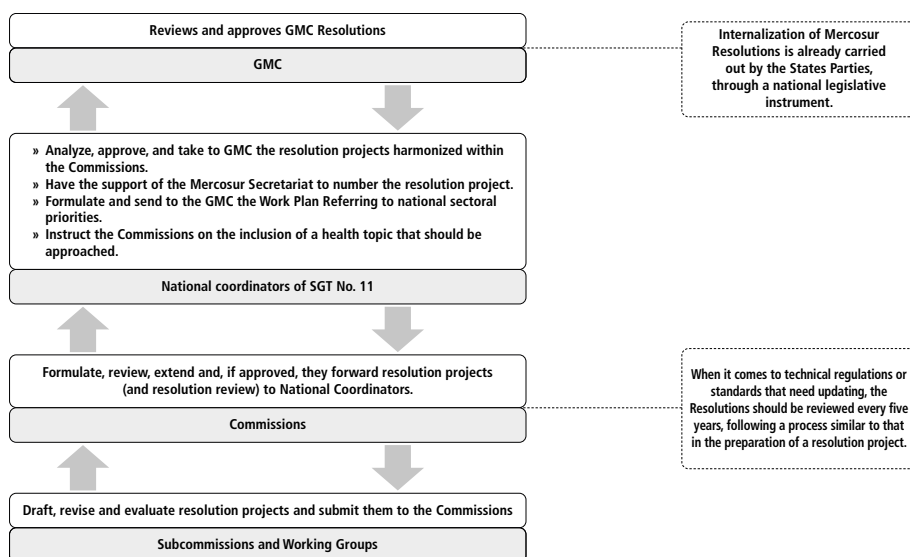 Reviews and approves GMC Resolutions
GMC
Internalization of Mercosur
Resolutions is already carried
out by the States Parties,
through a national legislative
instrument.
» Analyze, approve, and take to GMC the resolution projects harmonized within
the Commissions.
» Have the support of the Mercosur Secretariat to number the resolution project.
» Formulate and send to the GMC the Work Plan Referring to national sectoral
priorities.
» Instruct the Commissions on the inclusion of a health topic that should be
approached.
National coordinators of SGT No. 11
Formulate, review, extend and, if approved, they forward resolution projects
(and resolution review) to National Coordinators.
Commissions
When it comes to technical regulations or
standards that need updating, the
Resolutions should be reviewed every five
years, following a process similar to that
in the preparation of a resolution project.
Draft, revise and evaluate resolution projects and submit them to the Commissions
Subcommissions and Working Groups